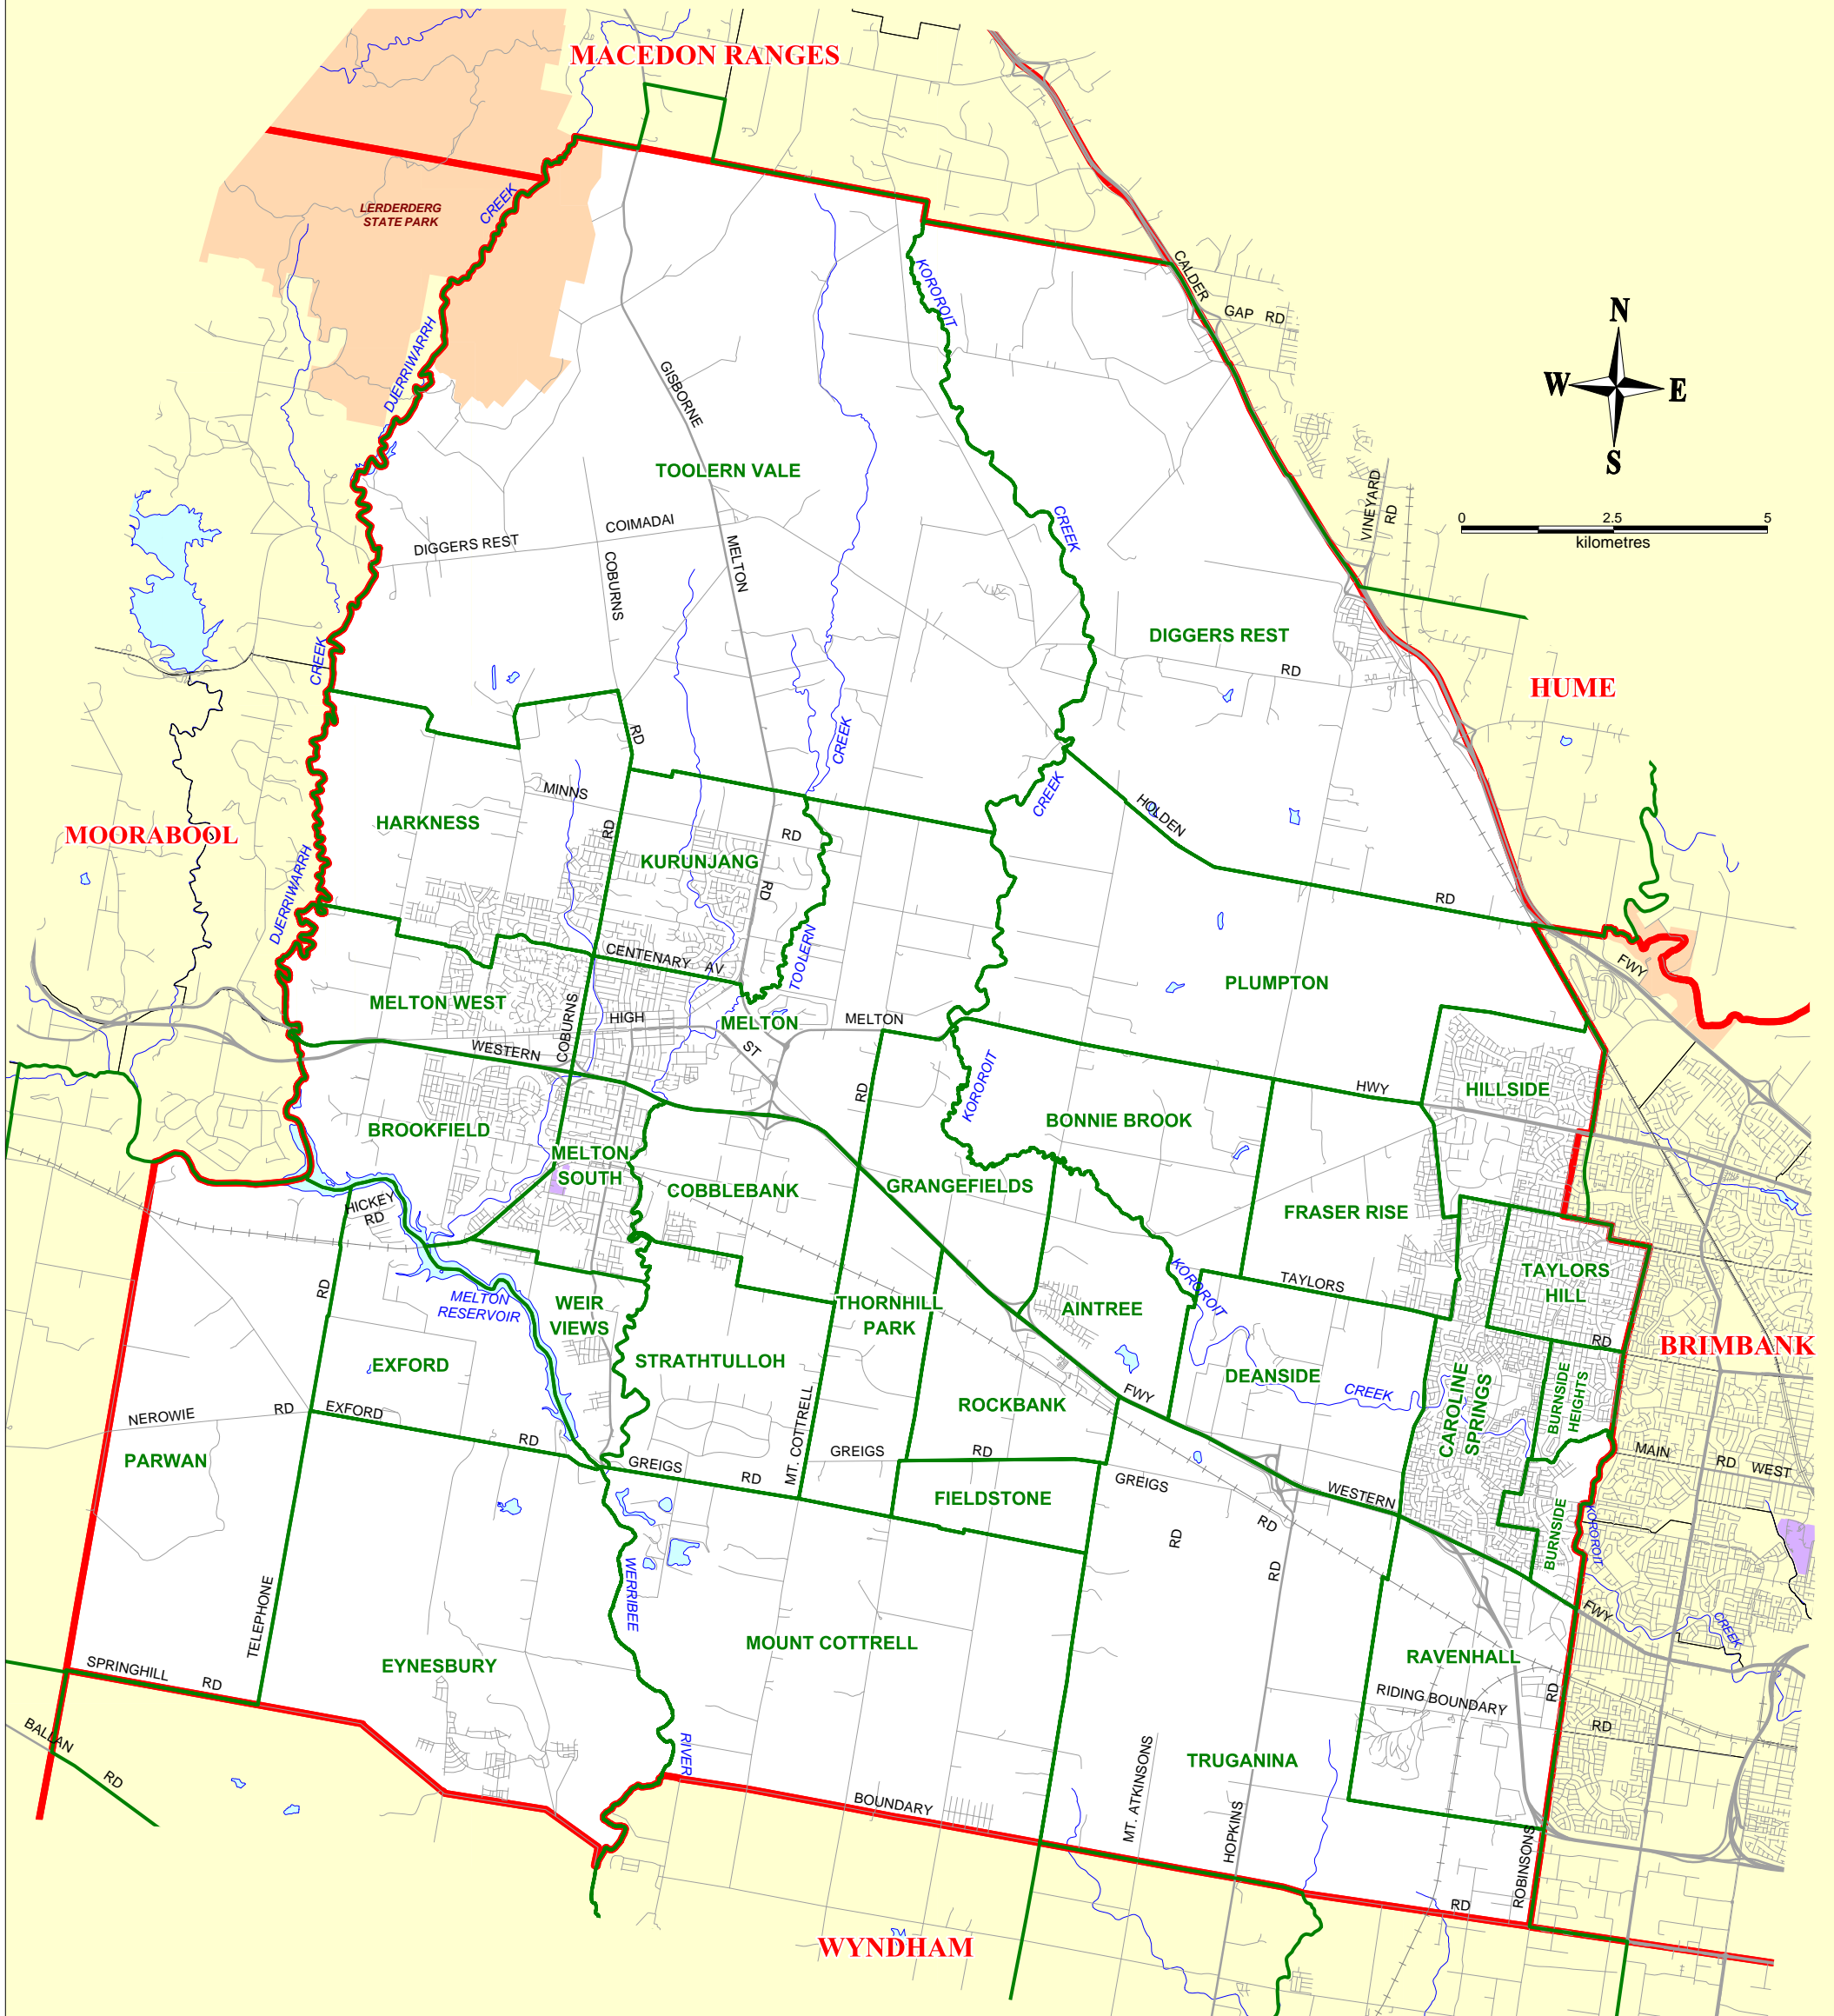 MACEDON RANGES
LERDERDERG
STATE PARK
CREEK
KOROROIT
CALDER
GAP RD
N
W E
S
DJERRIWARRH
GISBORNE
TOOLERN VALE
VINEYARD
RD
0 2.5 5
kilometres
CREEK
COIMADAI
DIGGERS REST
MELTON
COBURNS
DIGGERS REST
RD
CREEK
HUME
RD
CREEK
CREEK
MINNS
HOLDEN
HARKNESS
MOORABOOL
RD
RD
KURUNJANG
RD
RD
DJERRIWARRH
CENTENARY AV
TOOLERN
FWY
PLUMPTON
MELTON WEST
HIGH
MELTON
MELTON
COBURNS
WESTERN
ST
RD
KOROROIT
HWY
HILLSIDE
BONNIE BROOK
BROOKFIELD
MELTON
SOUTH
COBBLEBANK
GRANGEFIELDS
FRASER RISE
HICKEY
RD
RD
KOROROIT
TAYLORS
TAYLORS
HILL
RD
MELTON
RESERVOIR
WEIR
VIEWS
THORNHILL
PARK
AINTREE
BRIMBANK
EXFORD
STRATHTULLOH
DEANSIDE
CREEK
FWY
CAROLINE
SPRINGS
BURNSIDE
HEIGHTS
MT. COTTRELL
ROCKBANK
NEROWIE RD
EXFORD
RD
PARWAN
GREIGS
RD
GREIGS
RD
GREIGS
MAIN
RD WEST
FIELDSTONE
WESTERN
RD
RD
RD
BURNSIDE
KOROROIT
WERRIBEE
TELEPHONE
FWY
CREEK
MOUNT COTTRELL
EYNESBURY
RAVENHALL
SPRINGHILL
RD
RIDING BOUNDARY
RD
RD
BALLAN
RD
RIVER
TRUGANINA
BOUNDARY
MT. ATKINSONS
HOPKINS
ROBINSONS
RD
WYNDHAM